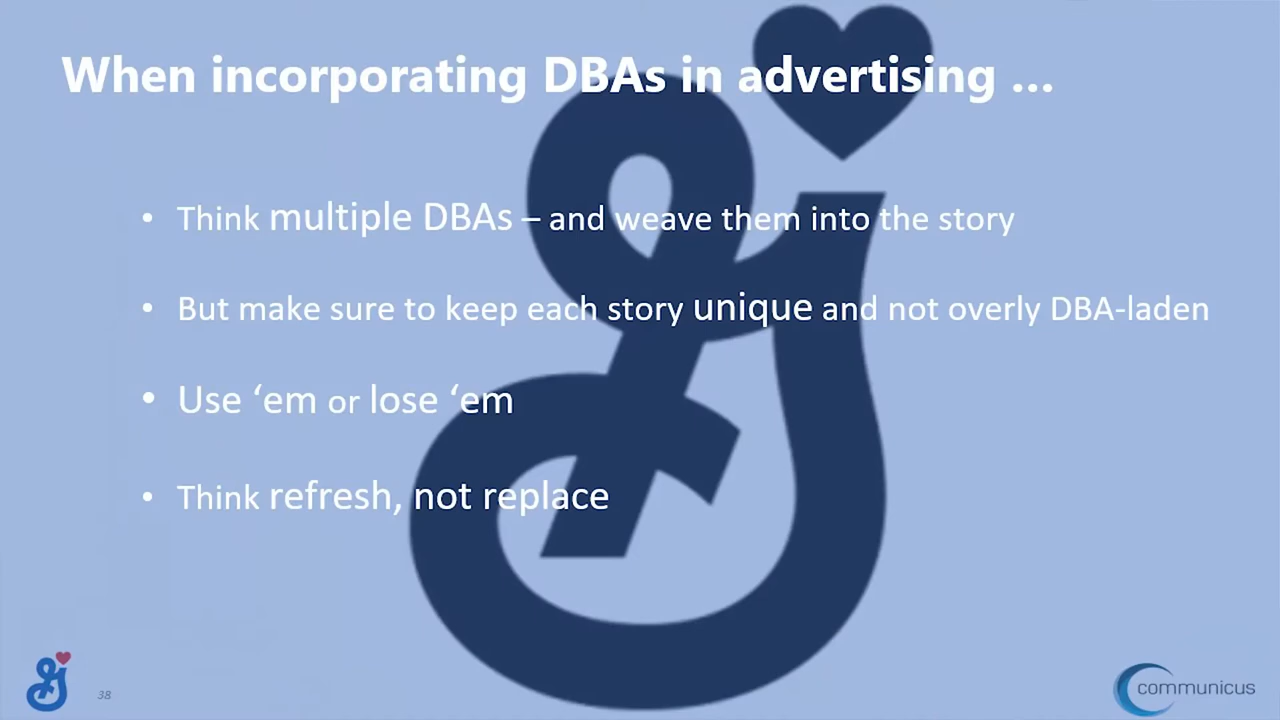 When incorporating DBAs in advertising ...
• Think multiple DBAs – and weave them into the story
• But make sure to keep each story unique and not overly DBA-laden
• Use ‘em or lose ‘em
• Think refresh, not replace
38
communicus